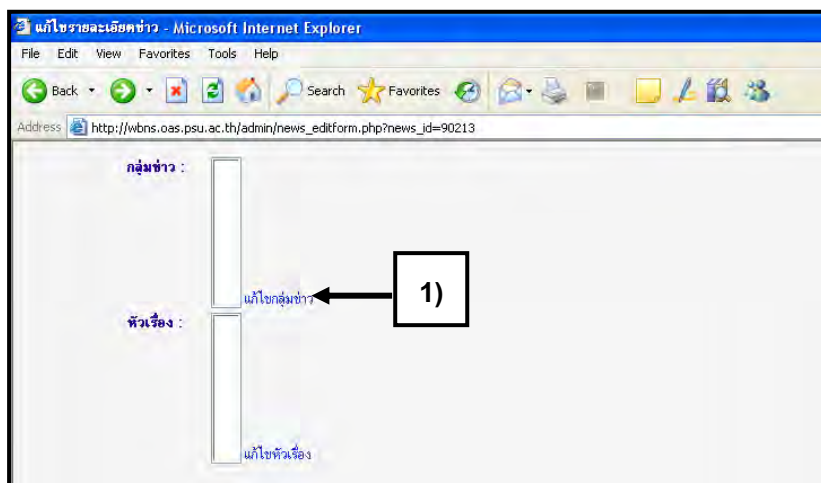 แก้ไขรายละเอียดข่าว - Microsoft Internet Explorer
File Edit View Favorites Tools Help
Back Search Favorites
Address http://wbns.oas.psu.ac.th/admin/news_editform.php?news_id=90213
กลุ่มข่าว :
แก้ไขกลุ่มข่าว
1)
หัวเรื่อง :
แก้ไขหัวเรื่อง